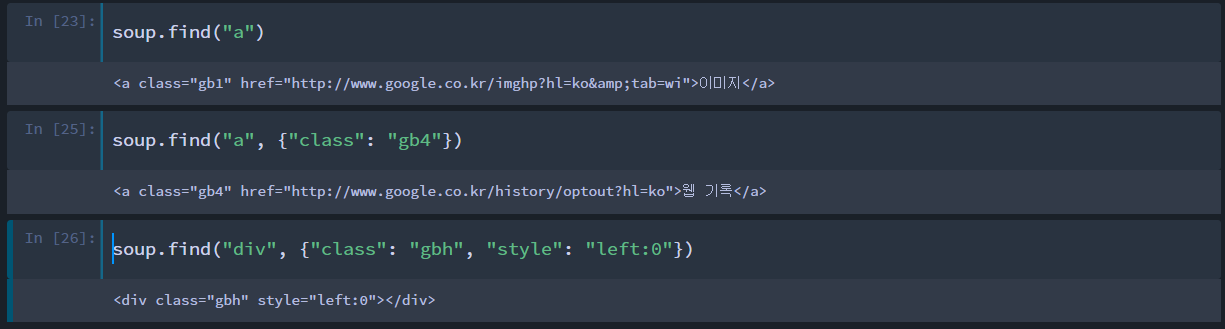 In [23]:
soup.find("a")
<a class="gb1" href="http://www.google.co.kr/imghp?hl=ko&amp;tab=wi">이미지</a>
In [25]:
soup.find("a", {"class": "gb4"})
<a class="gb4" href="http://www.google.co.kr/history/optout?hl=ko">웹 기록</a>
In [26]:
soup.find("div", {"class": "gbh", "style": "left:0"})
<div class="gbh" style="left:0"></div>